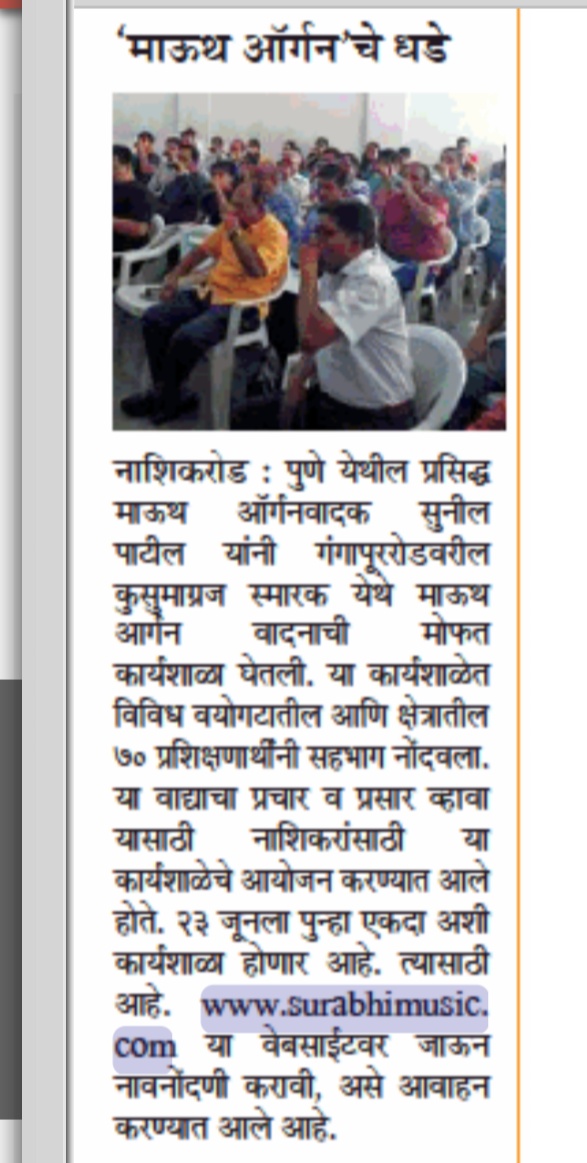 ‘माऊथ ऑर्गन’चे धडे
नाशिकरोड : पुणे येथील प्रसिद्ध
माऊथ ऑर्गनवादक सुनील
पाटील यांनी गंगापूररोडवरील
कुसुमाग्रज स्मारक येथे माऊथ
आर्गन वादनाची मोफत
कार्यशाळा घेतली. या कार्यशाळेत
विविध वयोगटातील आणि क्षेत्रातील
७० प्रशिक्षणार्थींनी सहभाग नोंदवला.
या वाद्याचा प्रचार व प्रसार व्हावा
यासाठी नाशिकरांसाठी या
कार्यशाळेचे आयोजन करण्यात आले
होते. २३ जूनला पुन्हा एकदा अशी
कार्यशाळा होणार आहे. त्यासाठी
आहे. www.surabhimusic.
com या वेबसाईटवर जाऊन
नावनोंदणी करावी, असे आवाहन
करण्यात आले आहे.